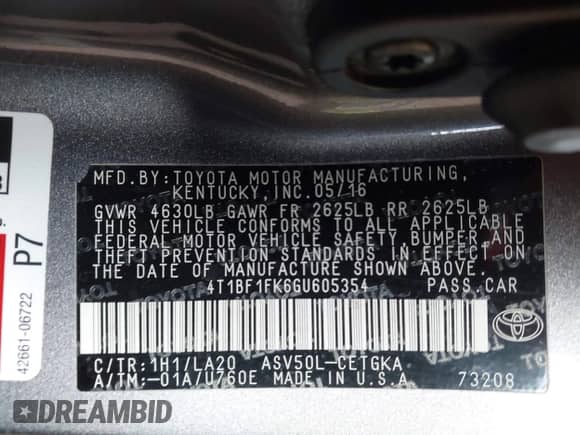 MFD.BY:TOYOTA MOTOR MANUFACTURING,
KENTUCKY,INC.05/16
GVWR 4630LB GAWR FR 2625LB RR 2625LB
THIS VEHICLE CONFORMS TO ALL APPLICABLE
FEDERAL MOTOR VEHICLE SAFETY, BUMPER,AND
THEFT PREVENTION STANDARDS IN EFFECT ON
THE DATE OF MANUFACTURE SHOWN ABOVE.
4T1BF1FK6GU605354 PASS.CAR
TOYOTA
C/TR:1H1/LA20 ASV50L-CETGKA
A/TM:-01A/U760E MADE IN U.S.A. 73208
P7
42661-06722
DREAMBID